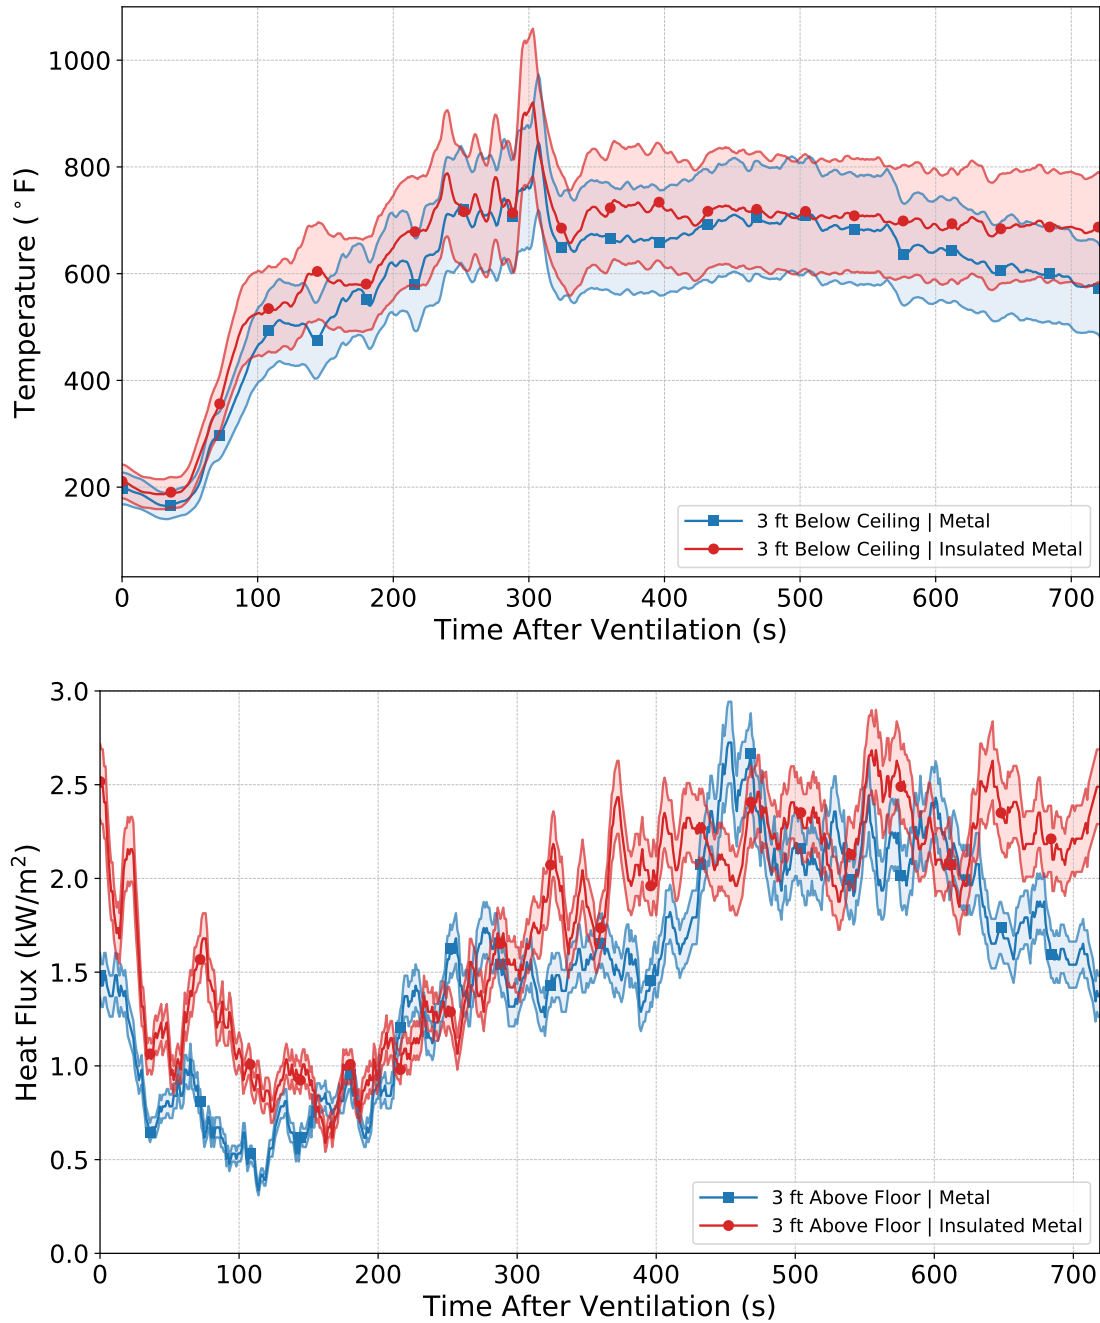 1000
800
600
400
200
Temperature (°F)
0 100 200 300 400 500 600 700
Time After Ventilation (s)
3 ft Below Ceiling | Metal
3 ft Below Ceiling | Insulated Metal
3.0
2.5
2.0
1.5
1.0
0.5
0.0
Heat Flux (kW/m²)
0 100 200 300 400 500 600 700
Time After Ventilation (s)
3 ft Above Floor | Metal
3 ft Above Floor | Insulated Metal